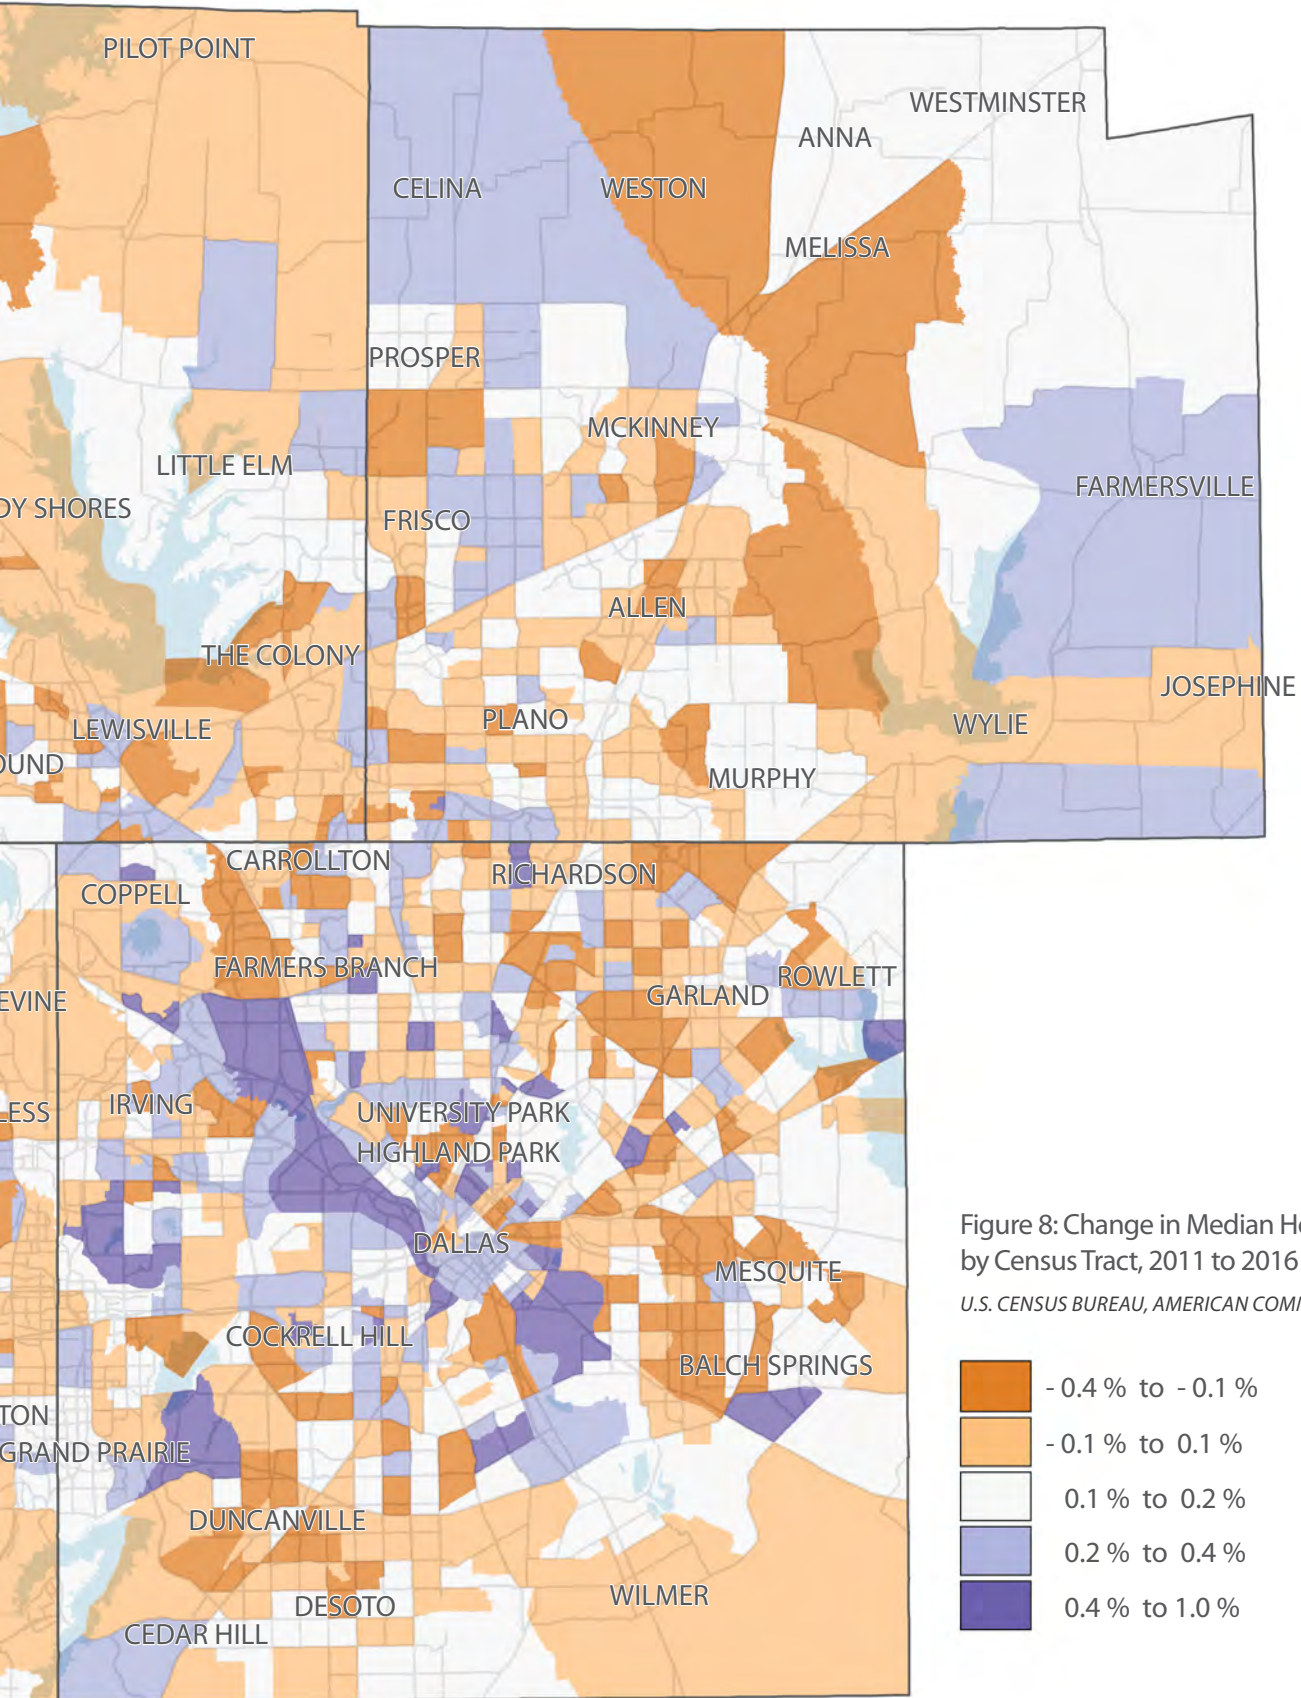 PILOT POINT
WESTMINSTER
ANNA
CELINA
WESTON
MELISSA
PROSPER
MCKINNEY
LITTLE ELM
FARMERSVILLE
DY SHORES
FRISCO
ALLEN
THE COLONY
JOSEPHINE
PLANO
WYLIE
LEWISVILLE
OUND
MURPHY
CARROLLTON
RICHARDSON
COPPELL
FARMERS BRANCH
ROWLETT
GARLAND
EVINE
IRVING
LESS
UNIVERSITY PARK
HIGHLAND PARK
DALLAS
MESQUITE
COCKRELL HILL
BALCH SPRINGS
TON
GRAND PRAIRIE
DUNCANVILLE
WILMER
DESOTO
CEDAR HILL
Figure 8: Change in Median H
by Census Tract, 2011 to 2016
U.S. CENSUS BUREAU, AMERICAN COM
- 0.4 % to - 0.1 %
- 0.1 % to 0.1 %
0.1 % to 0.2 %
0.2 % to 0.4 %
0.4 % to 1.0 %